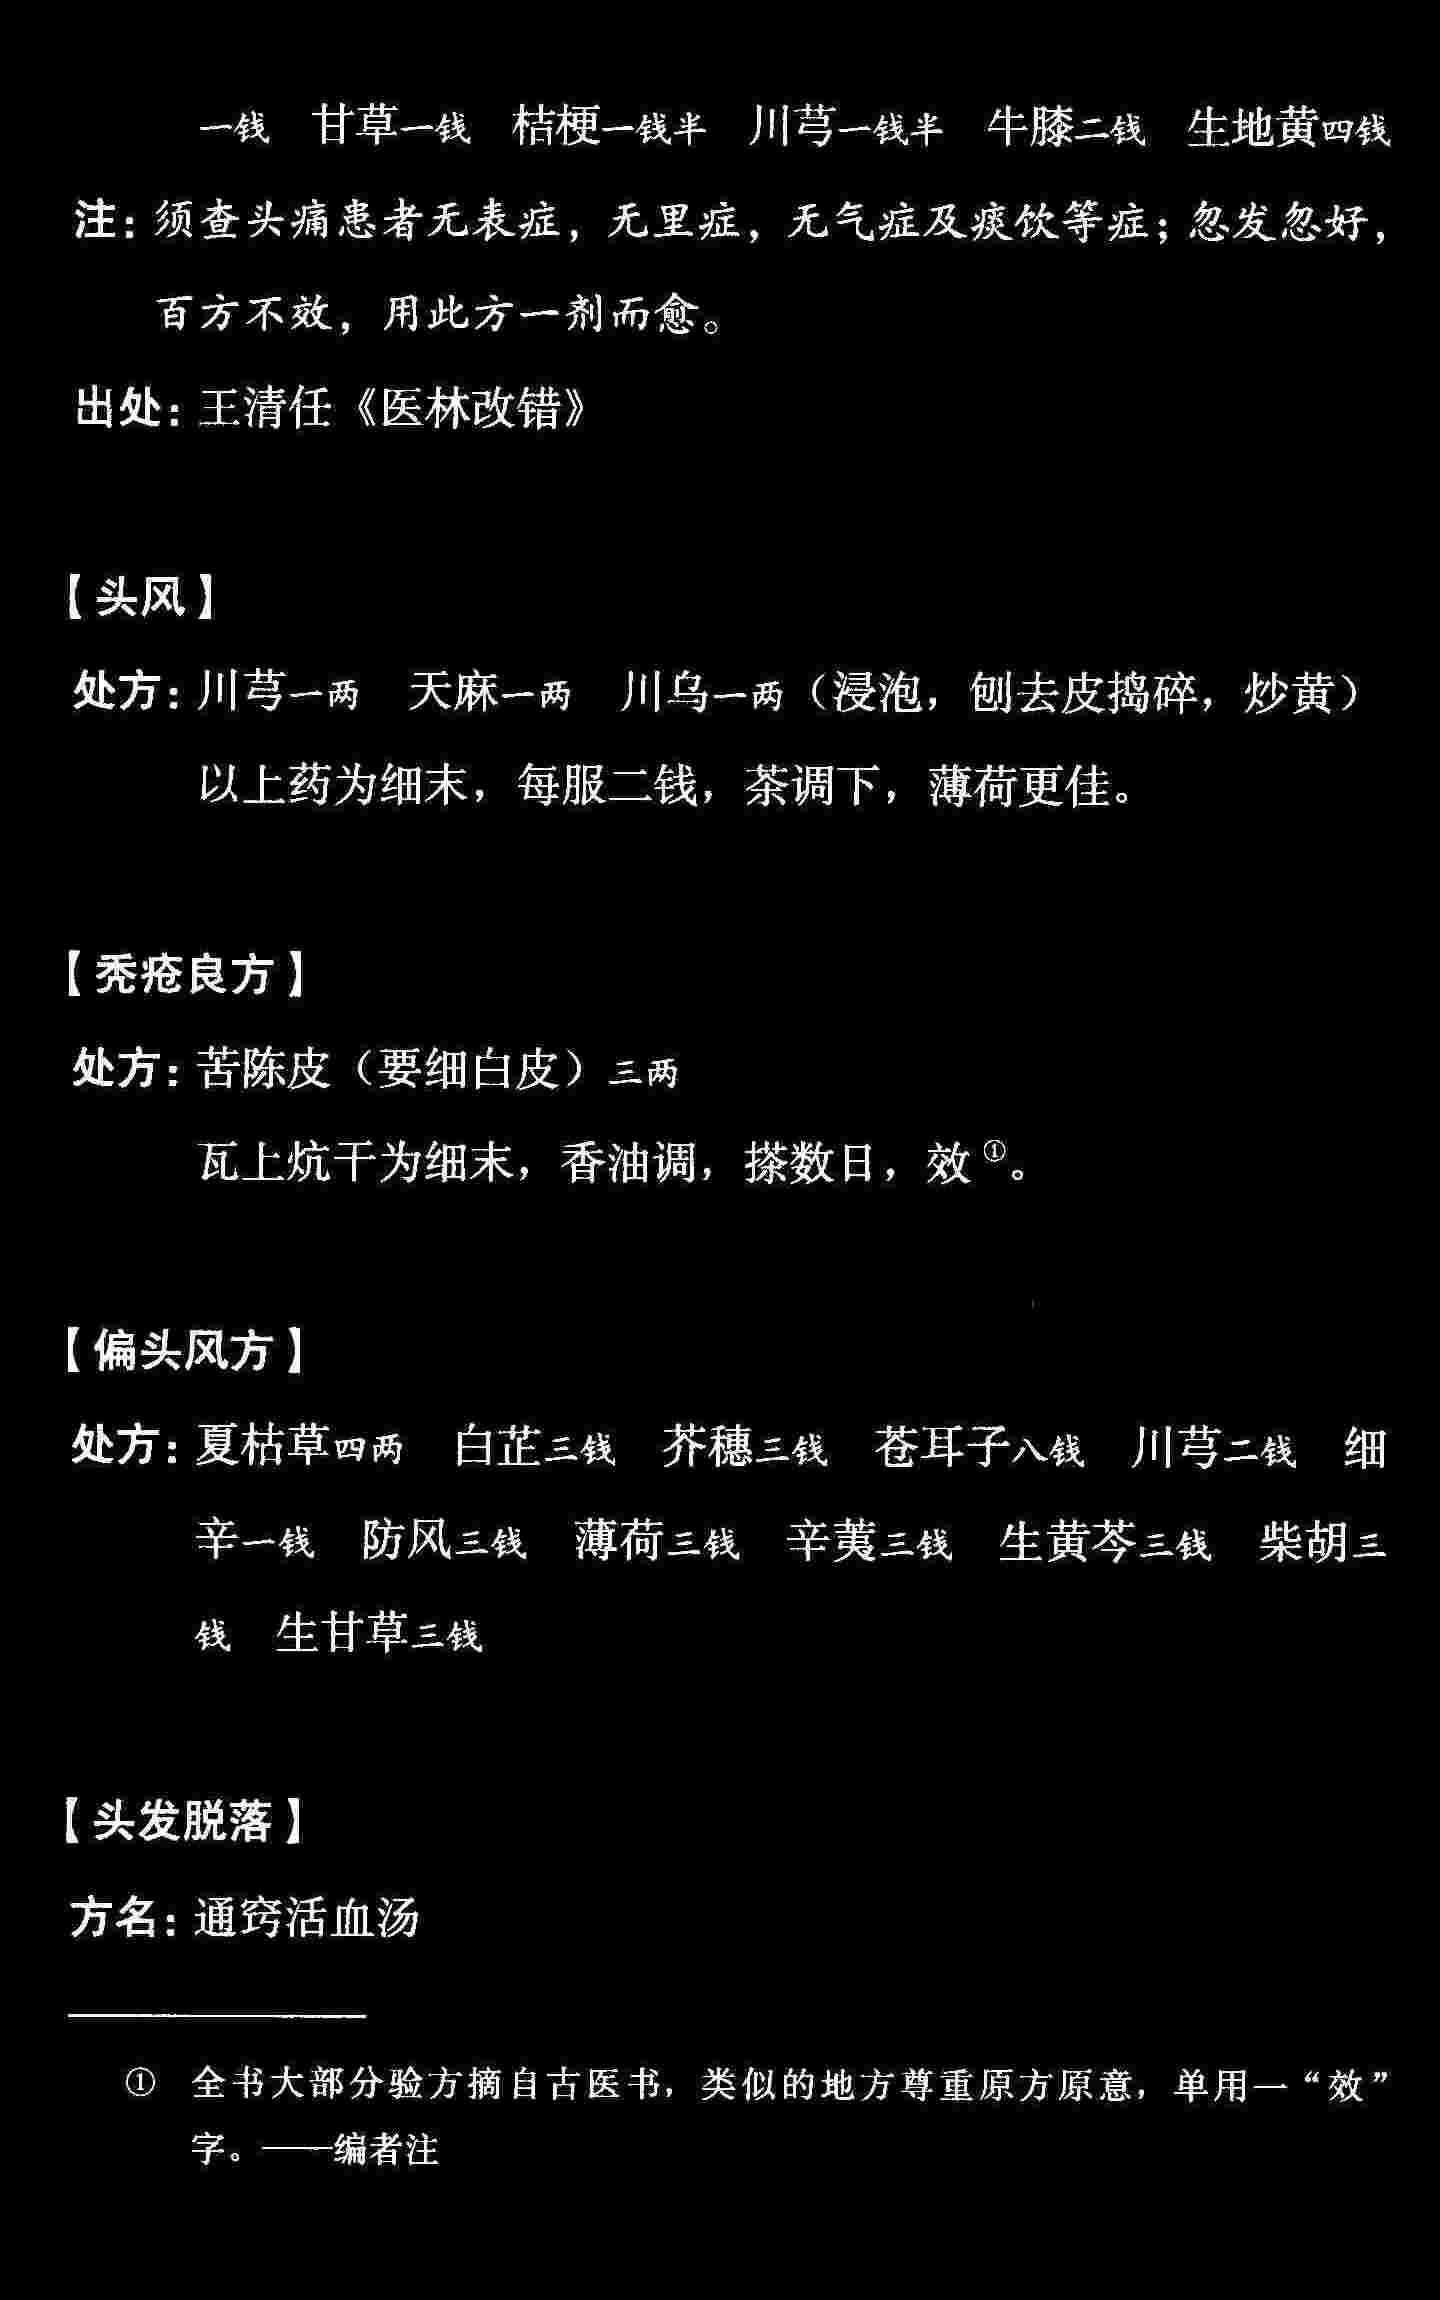 一钱 甘草一钱 桔梗一钱半 川芎一钱半 牛膝二钱 生地黄四钱
注：须查头痛患者无表症，无里症，无气症及痰饮等症；忽发忽好，
百方不效，用此方一剂而愈。
出处：王清任《医林改错》
【头风】
处方：川芎一两 天麻一两 川乌一两（浸泡，刨去皮捣碎，炒黄）
以上药为细末，每服二钱，茶调下，薄荷更佳。
【秃疮良方】
处方：苦陈皮（要细白皮）三两
瓦上炕干为细末，香油调，搽数日，效①。
【偏头风方】
处方：夏枯草四两 白芷三钱 芥穗三钱 苍耳子八钱 川芎二钱 细
辛一钱 防风三钱 薄荷三钱 辛荑三钱 生黄芩三钱 柴胡三
钱 生甘草三钱
【头发脱落】
方名：通窍活血汤
① 全书大部分验方摘自古医书，类似的地方尊重原方原意，单用一“效”
字。——编者注